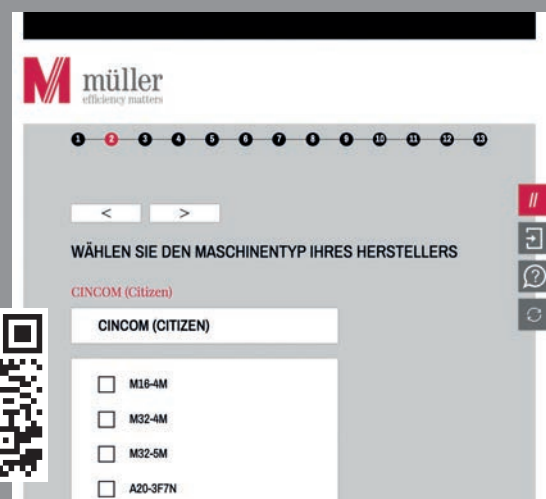 müller
efficiency matters
1 2 3 4 5 6 7 8 9 10 11 12 13
< >
WÄHLEN SIE DEN MASCHINENTYP IHRES HERSTELLERS
CINCOM (Citizen)
CINCOM (CITIZEN)
M16-4M
M32-4M
M32-5M
A20-3F7N